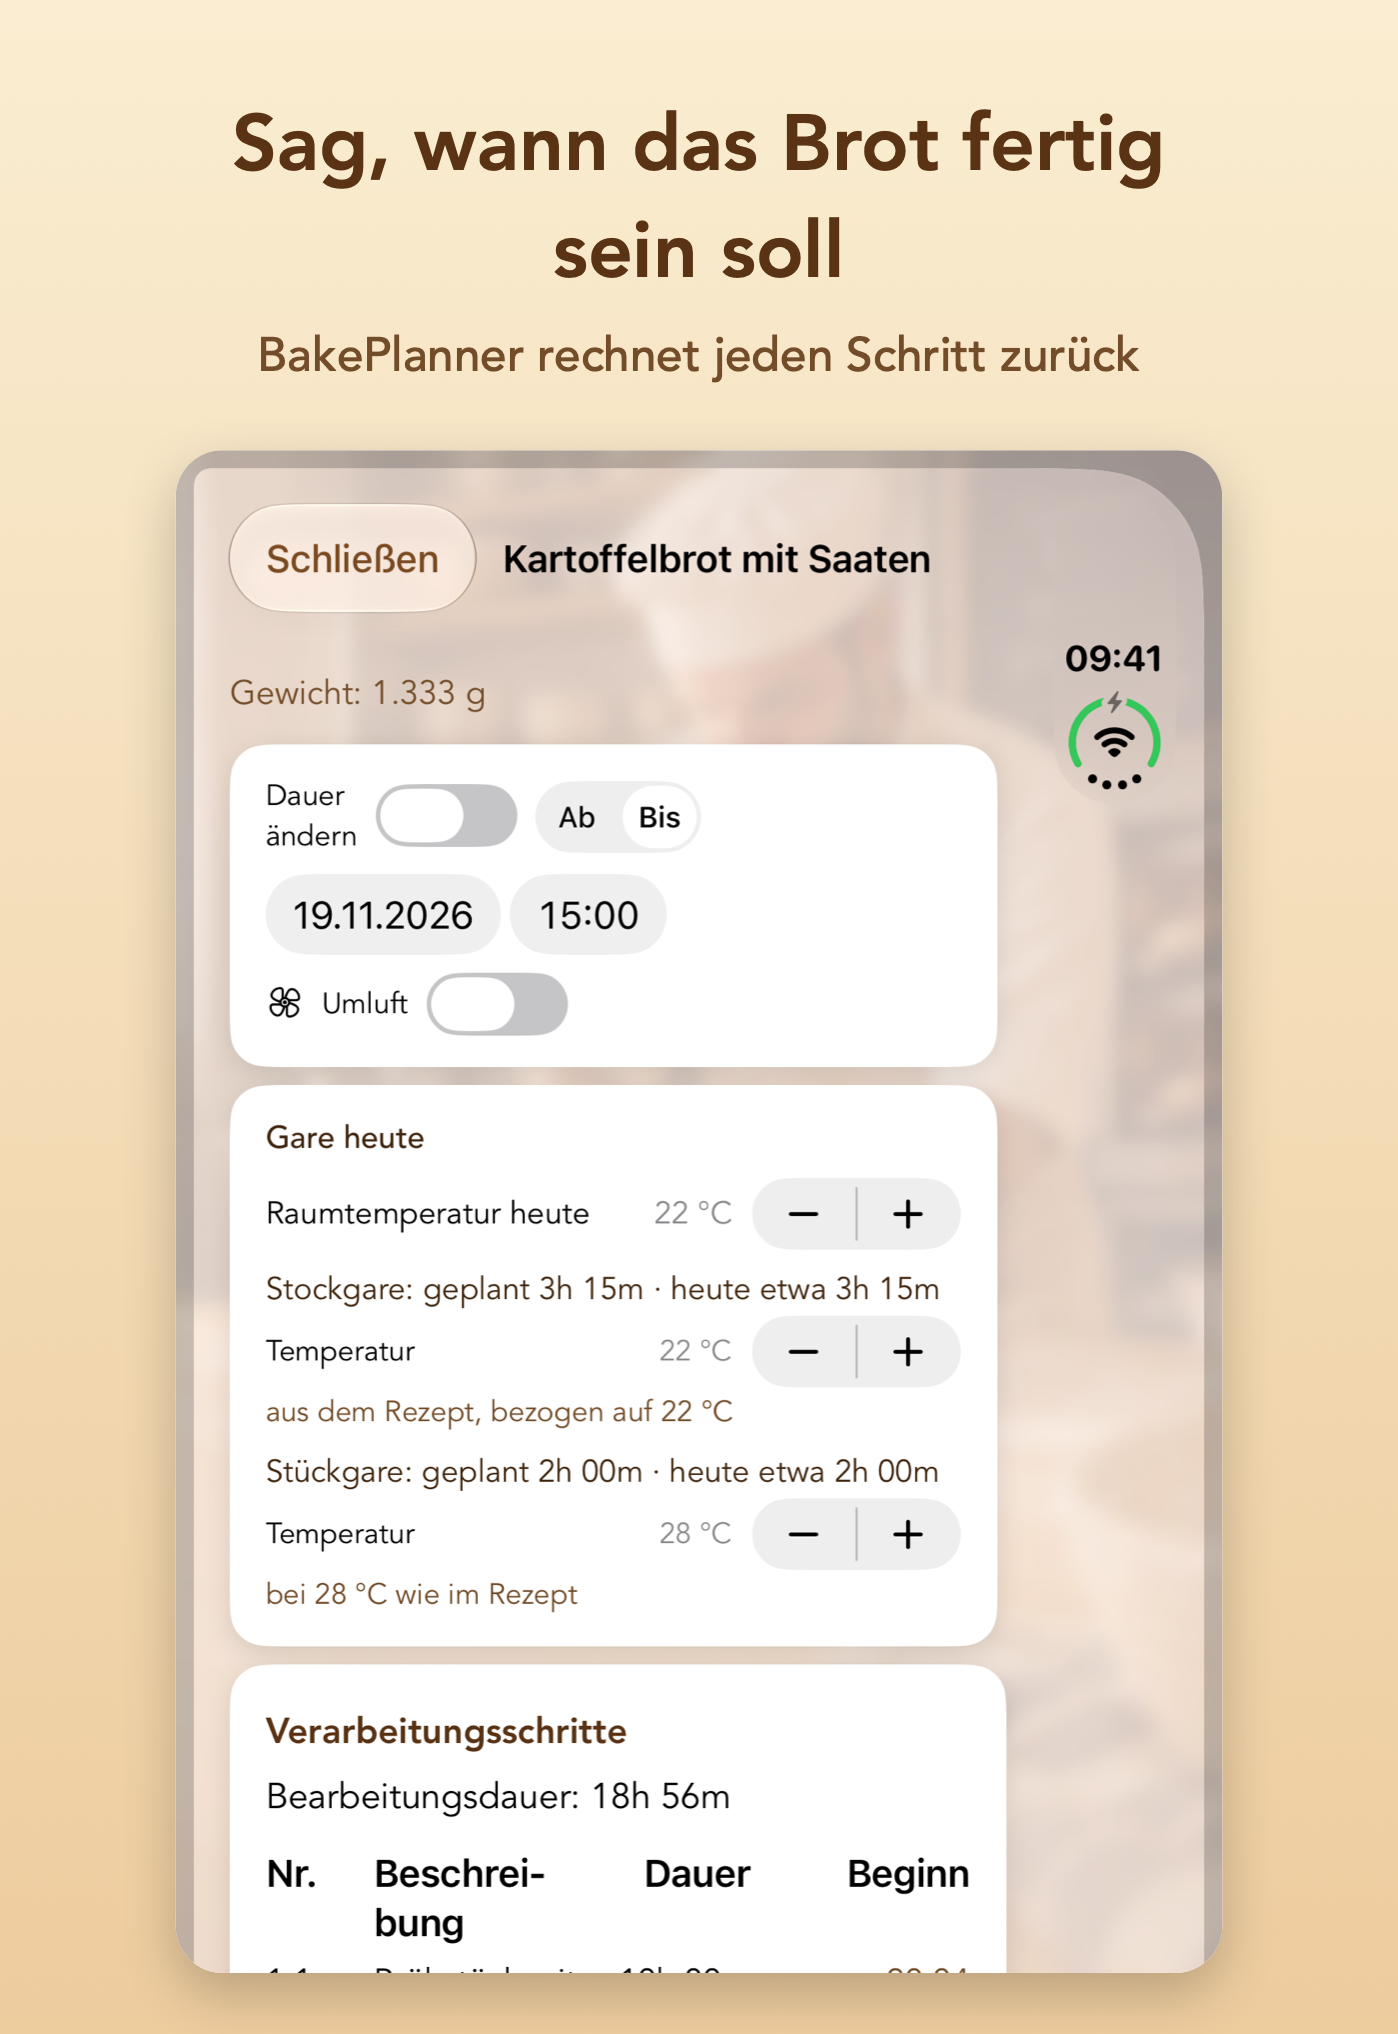 Sag, wann das Brot fertig
sein soll
BakePlanner rechnet jeden Schritt zurück
Schließen
Kartoffelbrot mit Saaten
09:41
Gewicht: 1.333 g
Dauer
ändern
Ab
Bis
19.11.2026
15:00
Umluft
Gare heute
Raumtemperatur heute 22 °C − +
Stockgare: geplant 3h 15m · heute etwa 3h 15m
Temperatur 22 °C − +
aus dem Rezept, bezogen auf 22 °C
Stückgare: geplant 2h 00m · heute etwa 2h 00m
Temperatur 28 °C − +
bei 28 °C wie im Rezept
Verarbeitungsschritte
Bearbeitungsdauer: 18h 56m
Nr. Beschrei- Dauer Beginn
bung